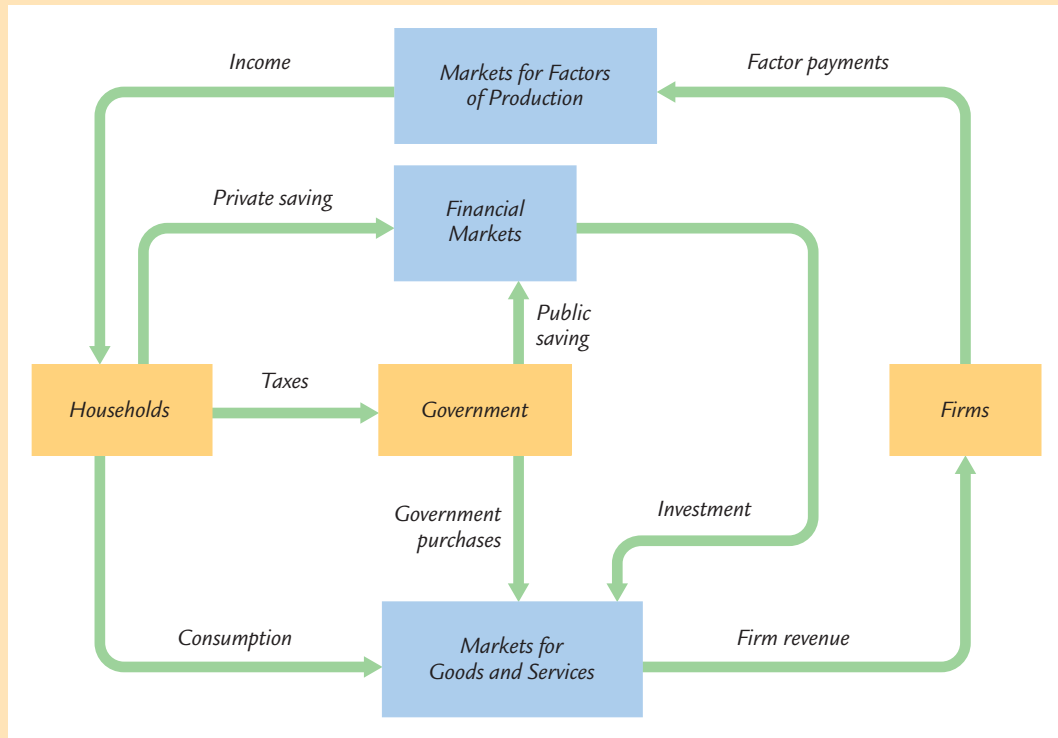 Income
Markets for Factors
of Production
Factor payments
Private saving
Financial
Markets
Public
saving
Households
Taxes
Government
Firms
Government
purchases
Investment
Consumption
Markets for
Goods and Services
Firm revenue